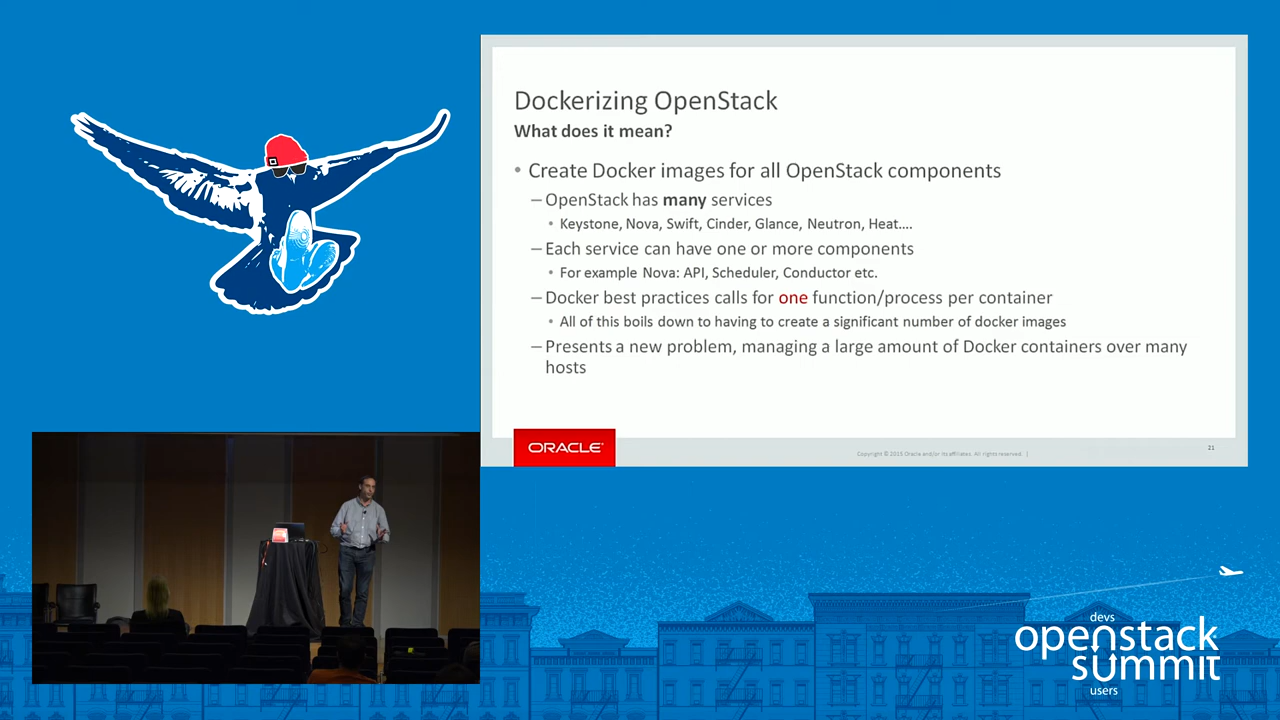 Dockerizing OpenStack
What does it mean?
• Create Docker images for all OpenStack components
– OpenStack has many services
• Keystone, Nova, Swift, Cinder, Glance, Neutron, Heat....
– Each service can have one or more components
• For example Nova: API, Scheduler, Conductor etc.
– Docker best practices calls for one function/process per container
• All of this boils down to having to create a significant number of docker images
– Presents a new problem, managing a large amount of Docker containers over many
hosts
ORACLE®
Copyright © 2015 Oracle and/or its affiliates. All rights reserved. |
21
devs
openstack
summit
users